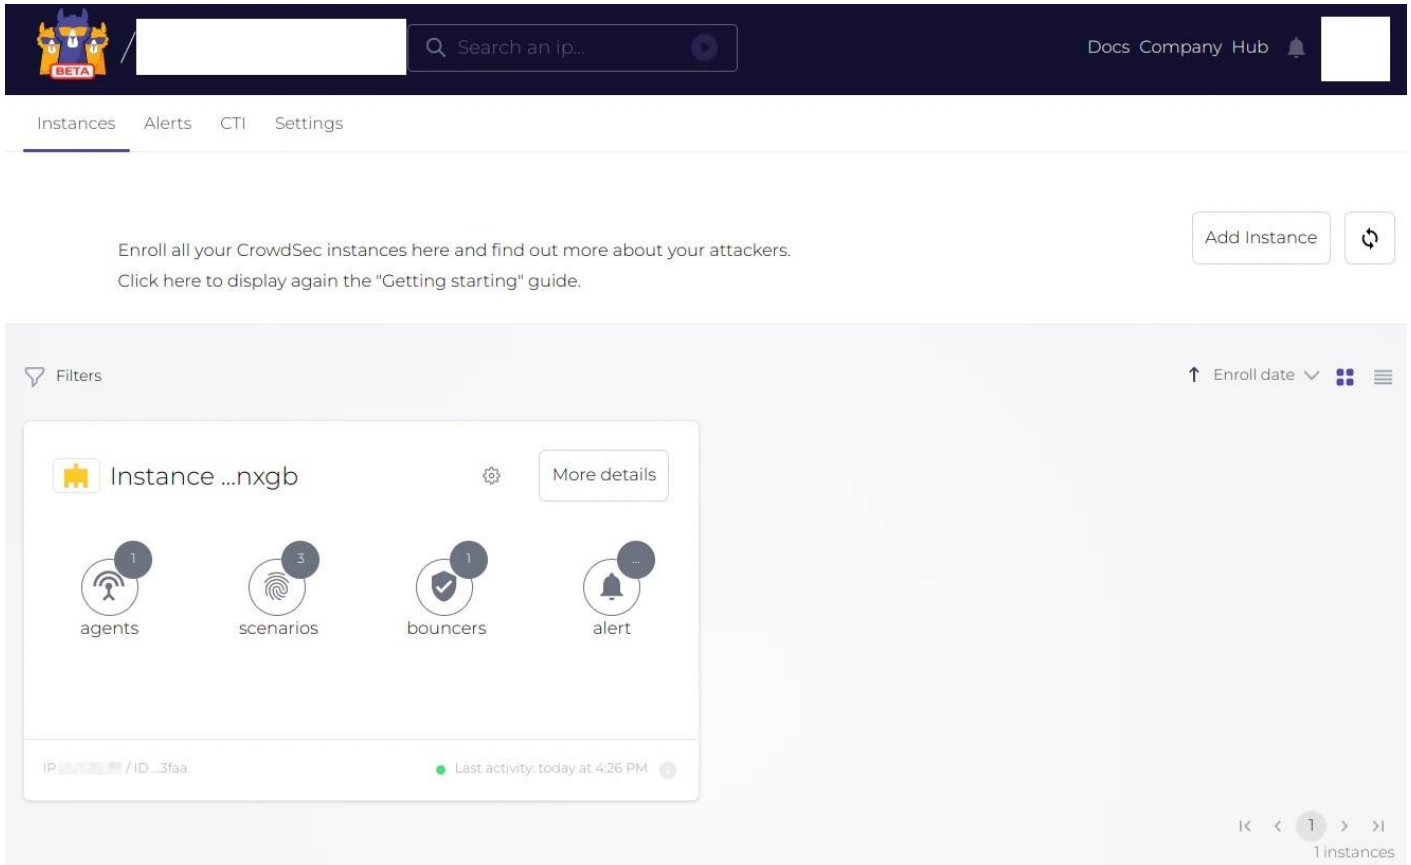 BETA
/
Search an ip...
Docs Company Hub
Instances Alerts CTI Settings
Enroll all your CrowdSec instances here and find out more about your attackers.
Click here to display again the "Getting starting" guide.
Add Instance
Filters
↑ Enroll date
Instance ...nxgb
More details
1
agents
3
scenarios
1
bouncers
...
alert
IP / ID ...3faa
Last activity: today at 4:26 PM
1
1 instances